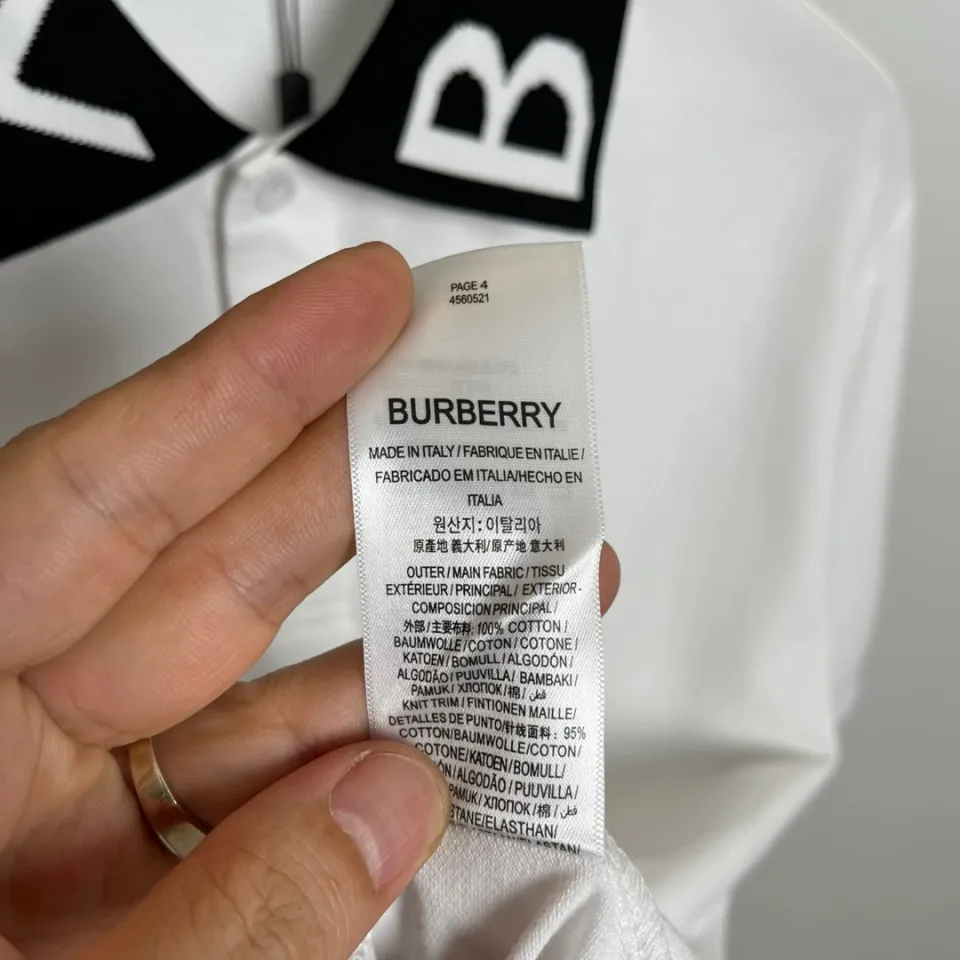 B
PAGE 4
4560521
BURBERRY
MADE IN ITALY / FABRIQUE EN ITALIE /
FABRICADO EM ITALIA/HECHO EN
ITALIA
원산지: 이탈리아
原產地 義大利/原产地 意大利
OUTER / MAIN FABRIC / TISSU
EXTÉRIEUR / PRINCIPAL / EXTERIOR-
COMPOSICION PRINCIPAL /
外部 / 主要布料: 100% COTTON /
BAUMWOLLE / COTON / COTONE /
KATOEN / BOMULL / ALGODÓN /
ALGODÃO / PUUVILLA / BAMBAKI /
PAMUK / ХЛОПОК /棉/ قطن
KNIT TRIM / FINTIONEN MAILLE/
DETALLES DE PUNTO/针线面料: 95%
COTTON/BAUMWOLLE/COTON/
COTONE/KATOEN/BOMULL/
ÓN/ALGODÃO/PUUVILLA/
PAMUK/ХЛОПОК/棉/ قطن
STANE/ELASTHAN/